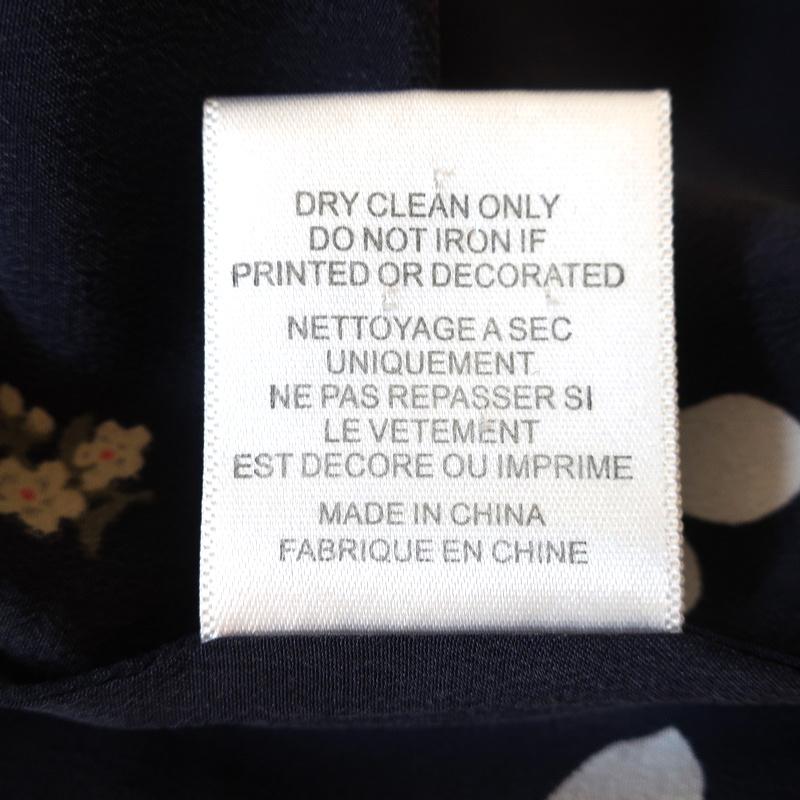 DRY CLEAN ONLY
DO NOT IRON IF
PRINTED OR DECORATED
NETTOYAGE A SEC
UNIQUEMENT
NE PAS REPASSER SI
LE VETEMENT
EST DECORE OU IMPRIME
MADE IN CHINA
FABRIQUE EN CHINE